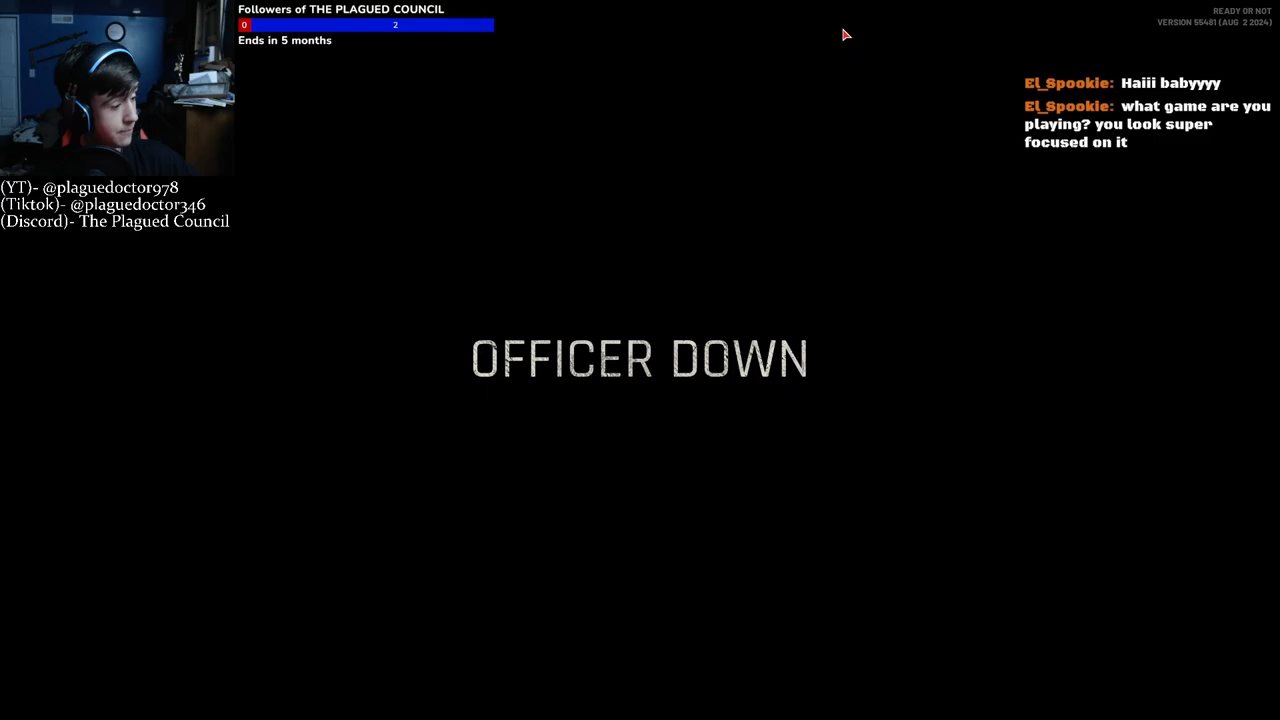 Followers of THE PLAGUED COUNCIL
0 2
Ends in 5 months
READY OR NOT
VERSION 55481 (AUG 2 2024)
El_Spookie: Haiii babyyyy
El_Spookie: what game are you
playing? you look super
focused on it
(YT)- @plaguedoctor978
(Tiktok)- @plaguedoctor346
(Discord)- The Plagued Council
OFFICER DOWN